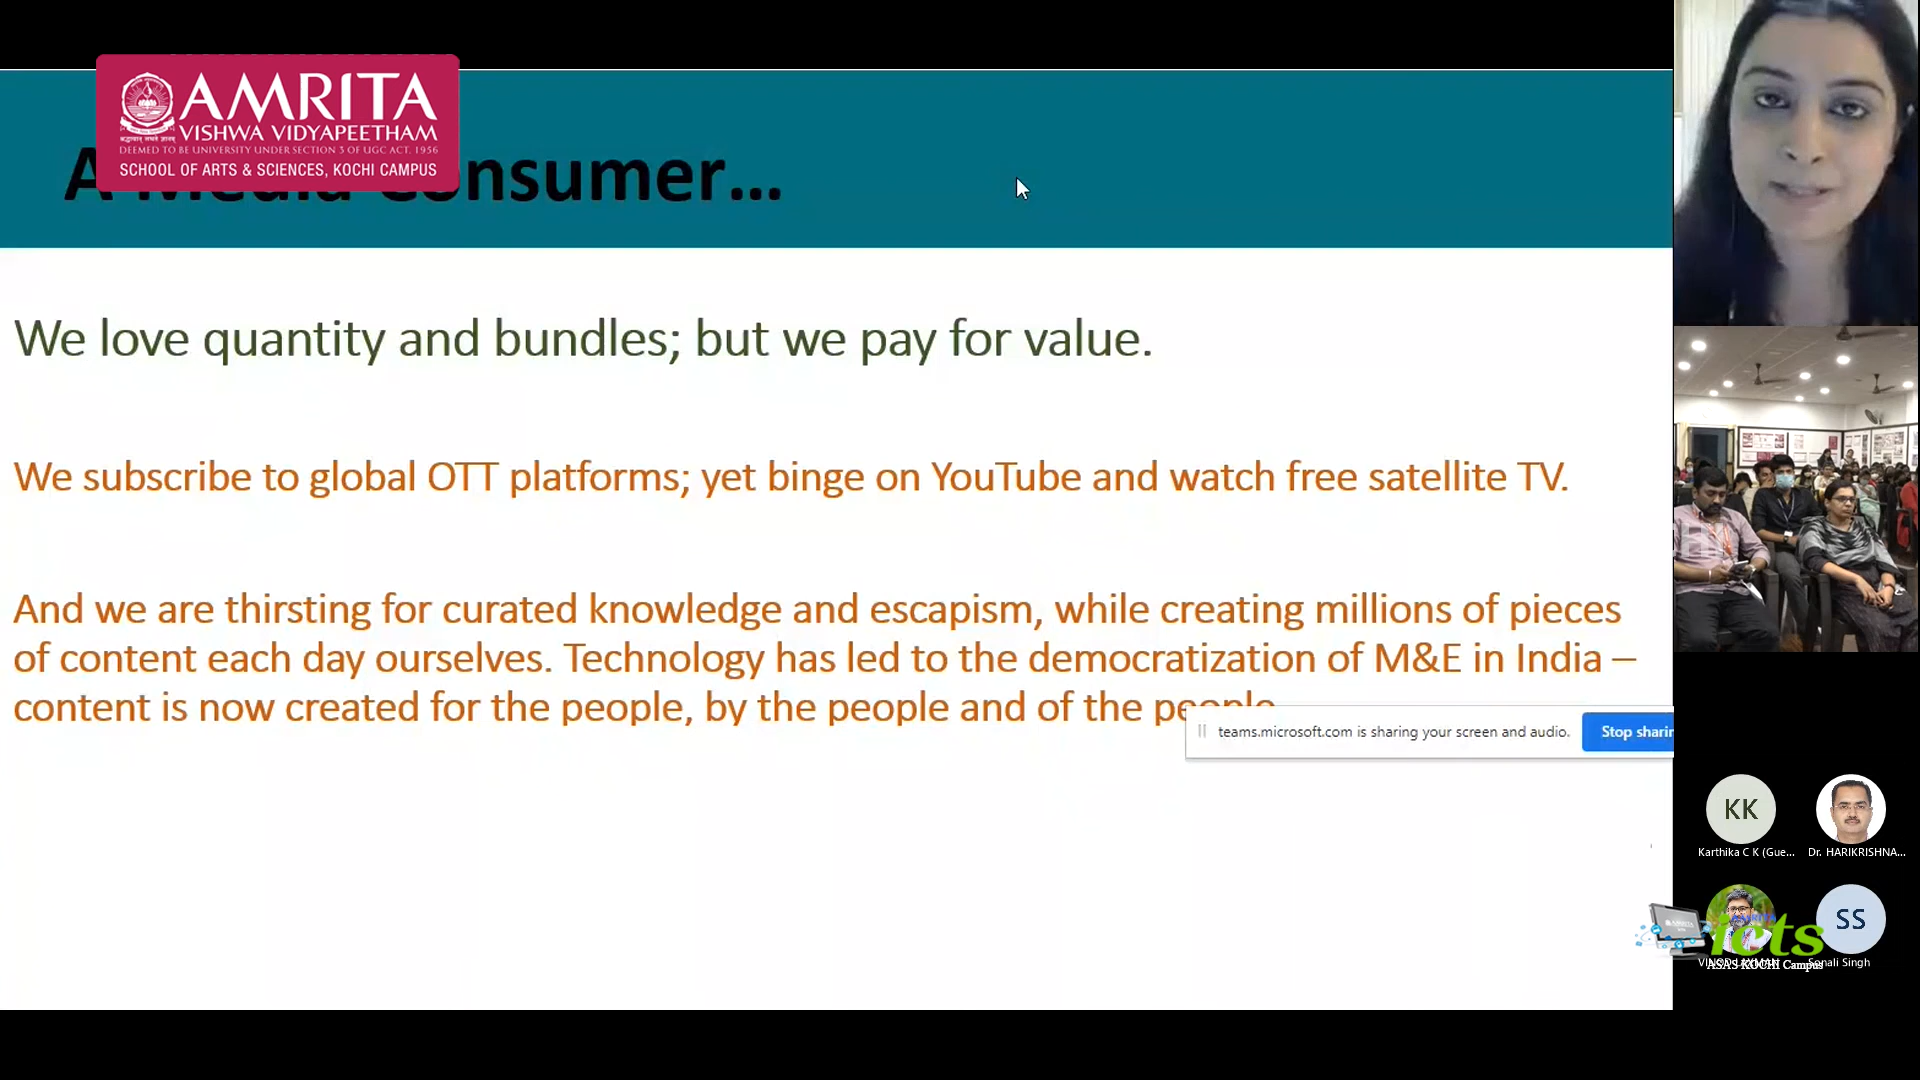 AMRITA
VISHWA VIDYAPEETHAM
DEEMED TO BE UNIVERSITY UNDER SECTION 3 OF UGC ACT, 1956
SCHOOL OF ARTS & SCIENCES, KOCHI CAMPUS
A Media Consumer...
We love quantity and bundles; but we pay for value.
We subscribe to global OTT platforms; yet binge on YouTube and watch free satellite TV.
And we are thirsting for curated knowledge and escapism, while creating millions of pieces
of content each day ourselves. Technology has led to the democratization of M&E in India –
content is now created for the people, by the people and of the people
teams.microsoft.com is sharing your screen and audio.
Stop sharin
KK
Karthika C K (Gue...
Dr. HARIKRISHNA...
SS
icts
Sonali Singh
ASAS KOCHI Campus